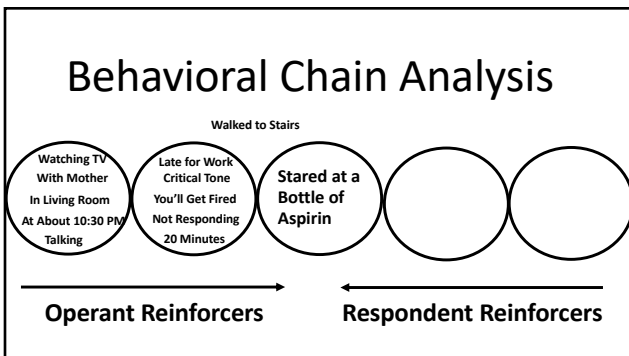 Behavioral Chain Analysis
Walked to Stairs
Watching TV
With Mother
In Living Room
At About 10:30 PM
Talking
Late for Work
Critical Tone
You'll Get Fired
Not Responding
20 Minutes
Stared at a
Bottle of
Aspirin
Operant Reinforcers
Respondent Reinforcers